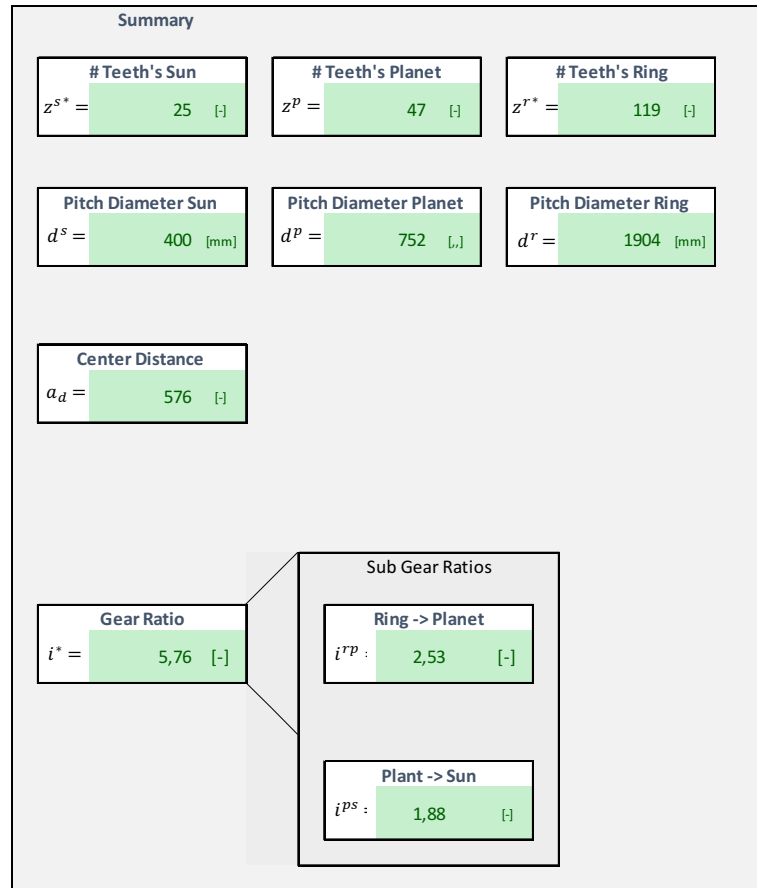 Summary
# Teeth's Sun
z^{s*} = 25 [-]
# Teeth's Planet
z^p = 47 [-]
# Teeth's Ring
z^{r*} = 119 [-]
Pitch Diameter Sun
d^s = 400 [mm]
Pitch Diameter Planet
d^p = 752 [,,]
Pitch Diameter Ring
d^r = 1904 [mm]
Center Distance
a_d = 576 [-]
Sub Gear Ratios
Gear Ratio
i^* = 5,76 [-]
Ring -> Planet
i^{rp} : 2,53 [-]
Plant -> Sun
i^{ps} : 1,88 [-]